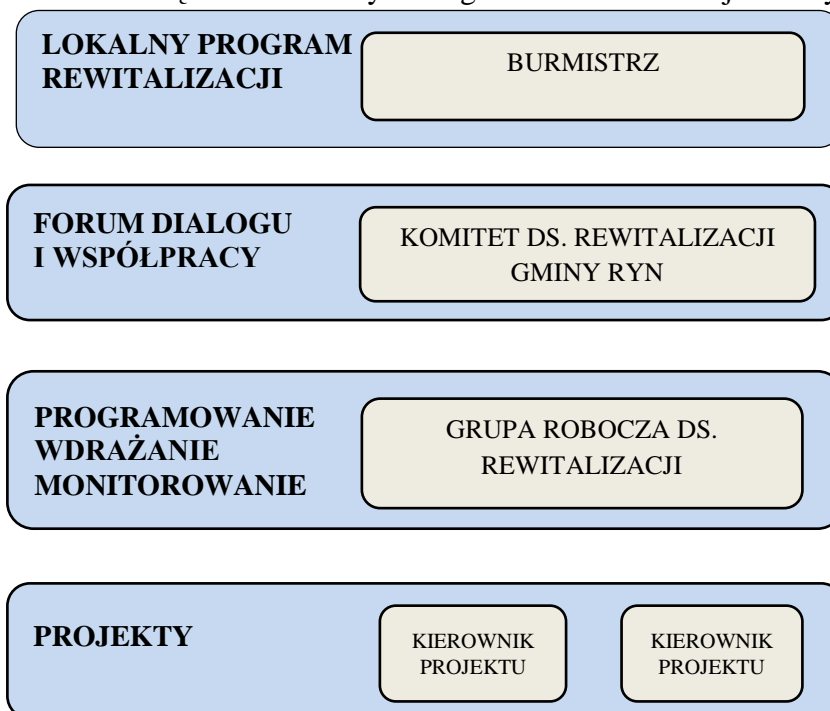 LOKALNY PROGRAM
REWITALIZACJI
BURMISTRZ
FORUM DIALOGU
I WSPÓŁPRACY
KOMITET DS. REWITALIZACJI
GMINY RYN
PROGRAMOWANIE
WDRAŻANIE
MONITOROWANIE
GRUPA ROBOCZA DS.
REWITALIZACJI
PROJEKTY
KIEROWNIK
PROJEKTU
KIEROWNIK
PROJEKTU